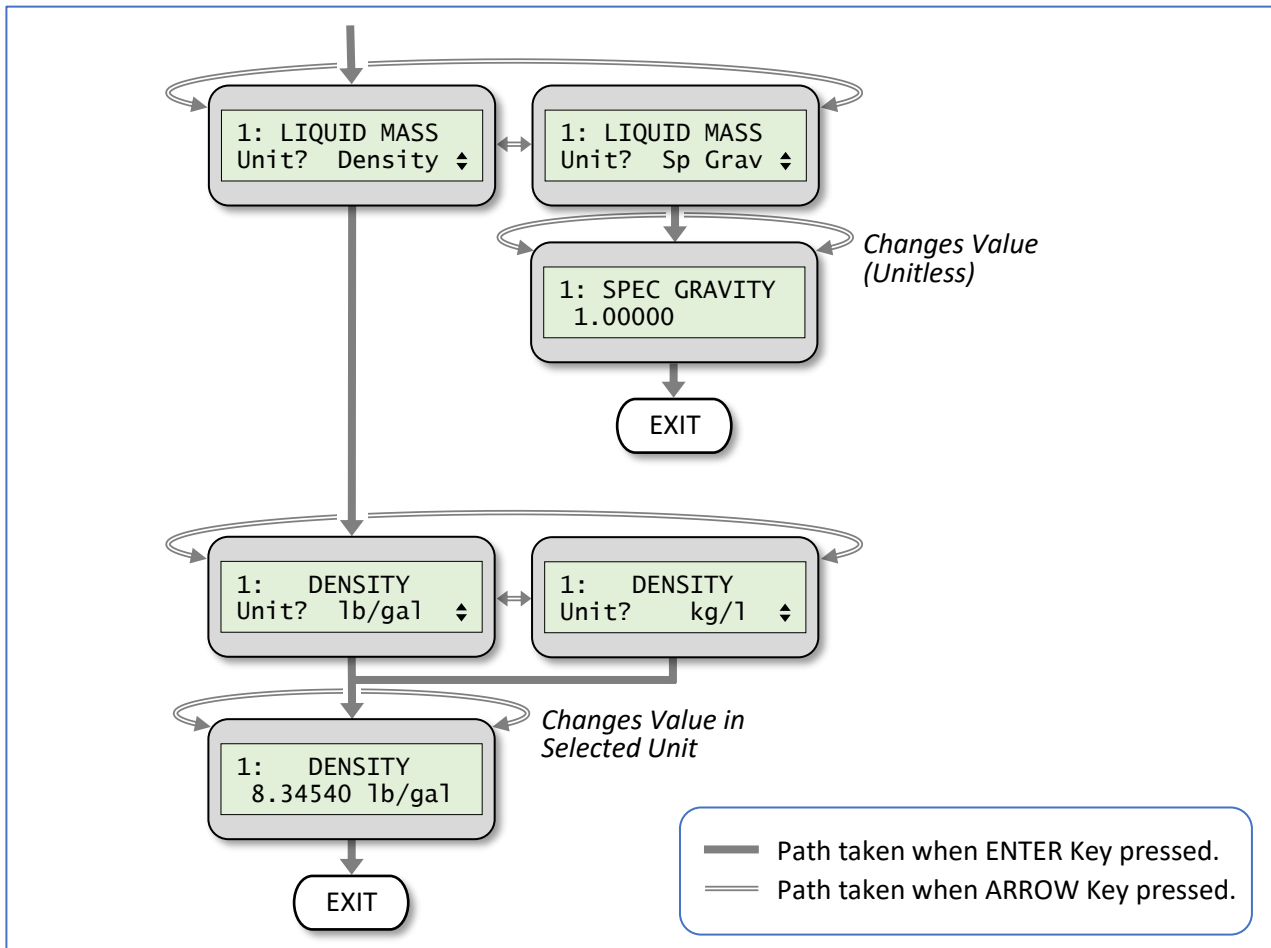 1: LIQUID MASS
Unit?  Density
1: LIQUID MASS
Unit?  Sp Grav
Changes Value
(Unitless)
1: SPEC GRAVITY
1.00000
EXIT
1:   DENSITY
Unit?  lb/gal
1:   DENSITY
Unit?    kg/l
Changes Value in
Selected Unit
1:   DENSITY
8.34540 lb/gal
EXIT
Path taken when ENTER Key pressed.
Path taken when ARROW Key pressed.